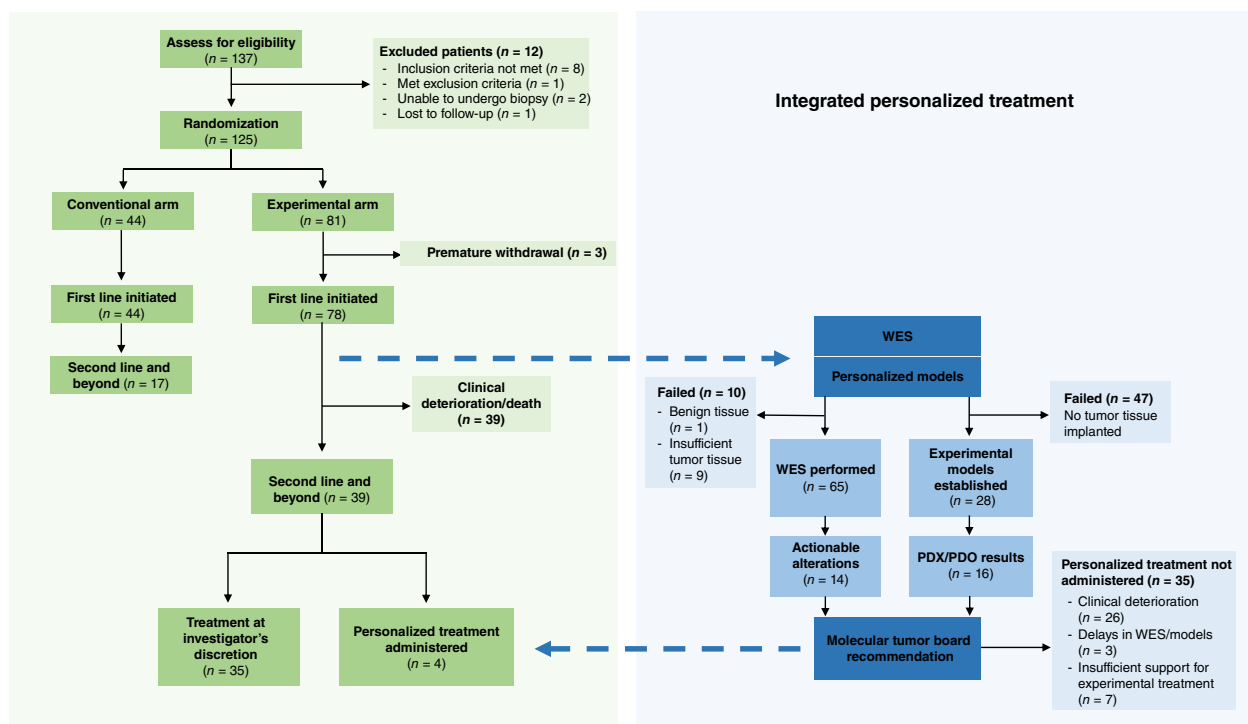 Assess for eligibility
(n = 137)
Excluded patients (n = 12)
- Inclusion criteria not met (n = 8)
- Met exclusion criteria (n = 1)
- Unable to undergo biopsy (n = 2)
- Lost to follow-up (n = 1)
Randomization
(n = 125)
Conventional arm
(n = 44)
Experimental arm
(n = 81)
Premature withdrawal (n = 3)
First line initiated
(n = 44)
First line initiated
(n = 78)
Second line and
beyond (n = 17)
Clinical
deterioration/death
(n = 39)
Second line and
beyond (n = 39)
Treatment at
investigator's
discretion
(n = 35)
Personalized treatment
administered
(n = 4)
Integrated personalized treatment
WES
Personalized models
Failed (n = 10)
- Benign tissue
(n = 1)
- Insufficient
tumor tissue
(n = 9)
Failed (n = 47)
No tumor tissue
implanted
WES performed
(n = 65)
Experimental
models
established
(n = 28)
Actionable
alterations
(n = 14)
PDX/PDO results
(n = 16)
Molecular tumor board
recommendation
Personalized treatment not
administered (n = 35)
- Clinical deterioration
(n = 26)
- Delays in WES/models
(n = 3)
- Insufficient support for
experimental treatment
(n = 7)